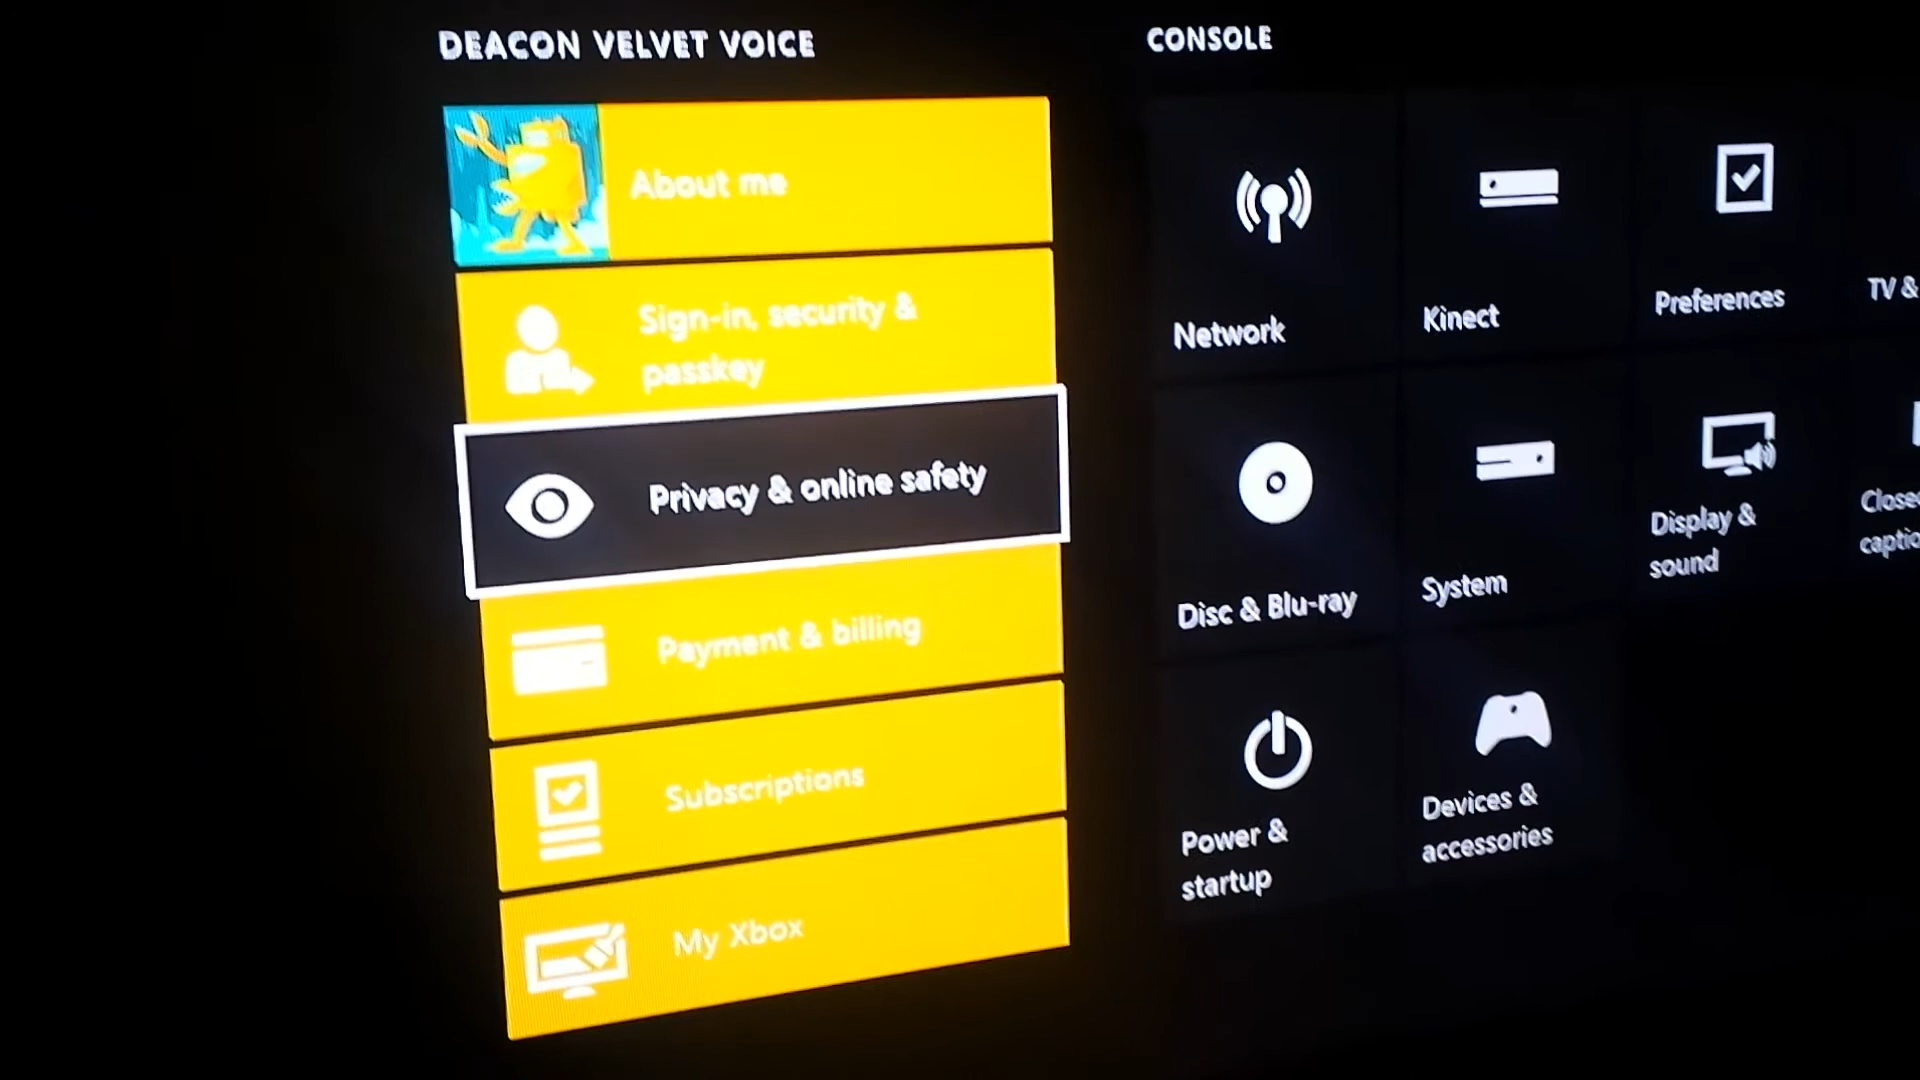 DEACON VELVET VOICE
About me
Sign-in, security &
passkey
Privacy & online safety
Payment & billing
Subscriptions
My Xbox
CONSOLE
Network
Kinect
Preferences
TV &
Disc & Blu-ray
System
Display &
sound
Power &
startup
Devices &
accessories